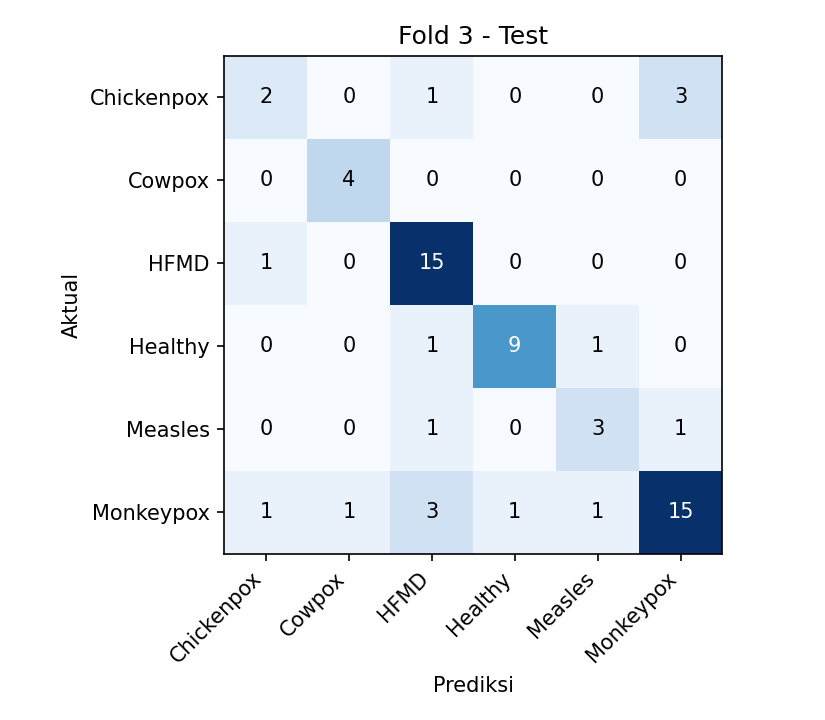 Fold 3 - Test
Aktual
Chickenpox 2 0 1 0 0 3
Cowpox 0 4 0 0 0 0
HFMD 1 0 15 0 0 0
Healthy 0 0 1 9 1 0
Measles 0 0 1 0 3 1
Monkeypox 1 1 3 1 1 15
Chickenpox Cowpox HFMD Healthy Measles Monkeypox
Prediksi